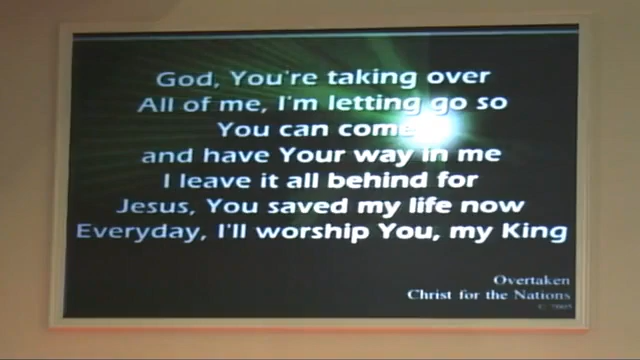 God, You're taking over
All of me, I'm letting go so
You can come
and have Your way in me
I leave it all behind for
Jesus, You saved my life now
Everyday, I'll worship You, my King
Overtaken
Christ for the Nations